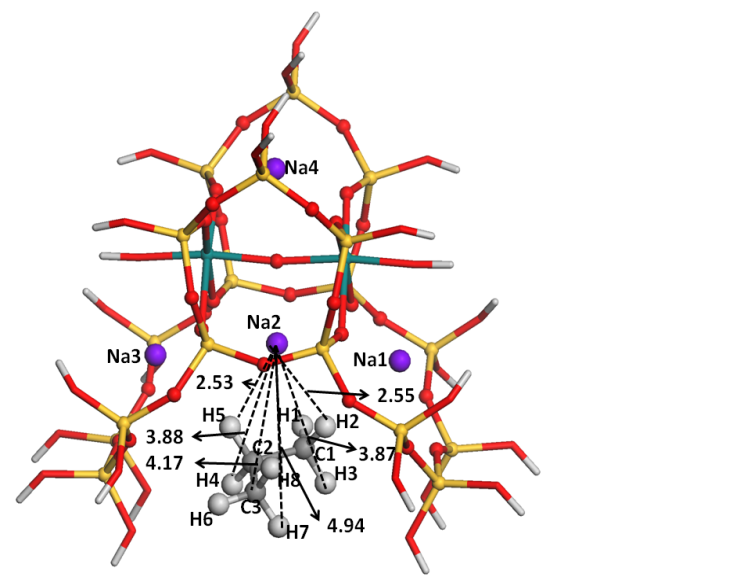 Na4
Na2
Na3
Na1
2.53
2.55
H5
H1
H2
3.88
C2
C1
3.87
4.17
H4
H8
H3
C3
H6
H7
4.94